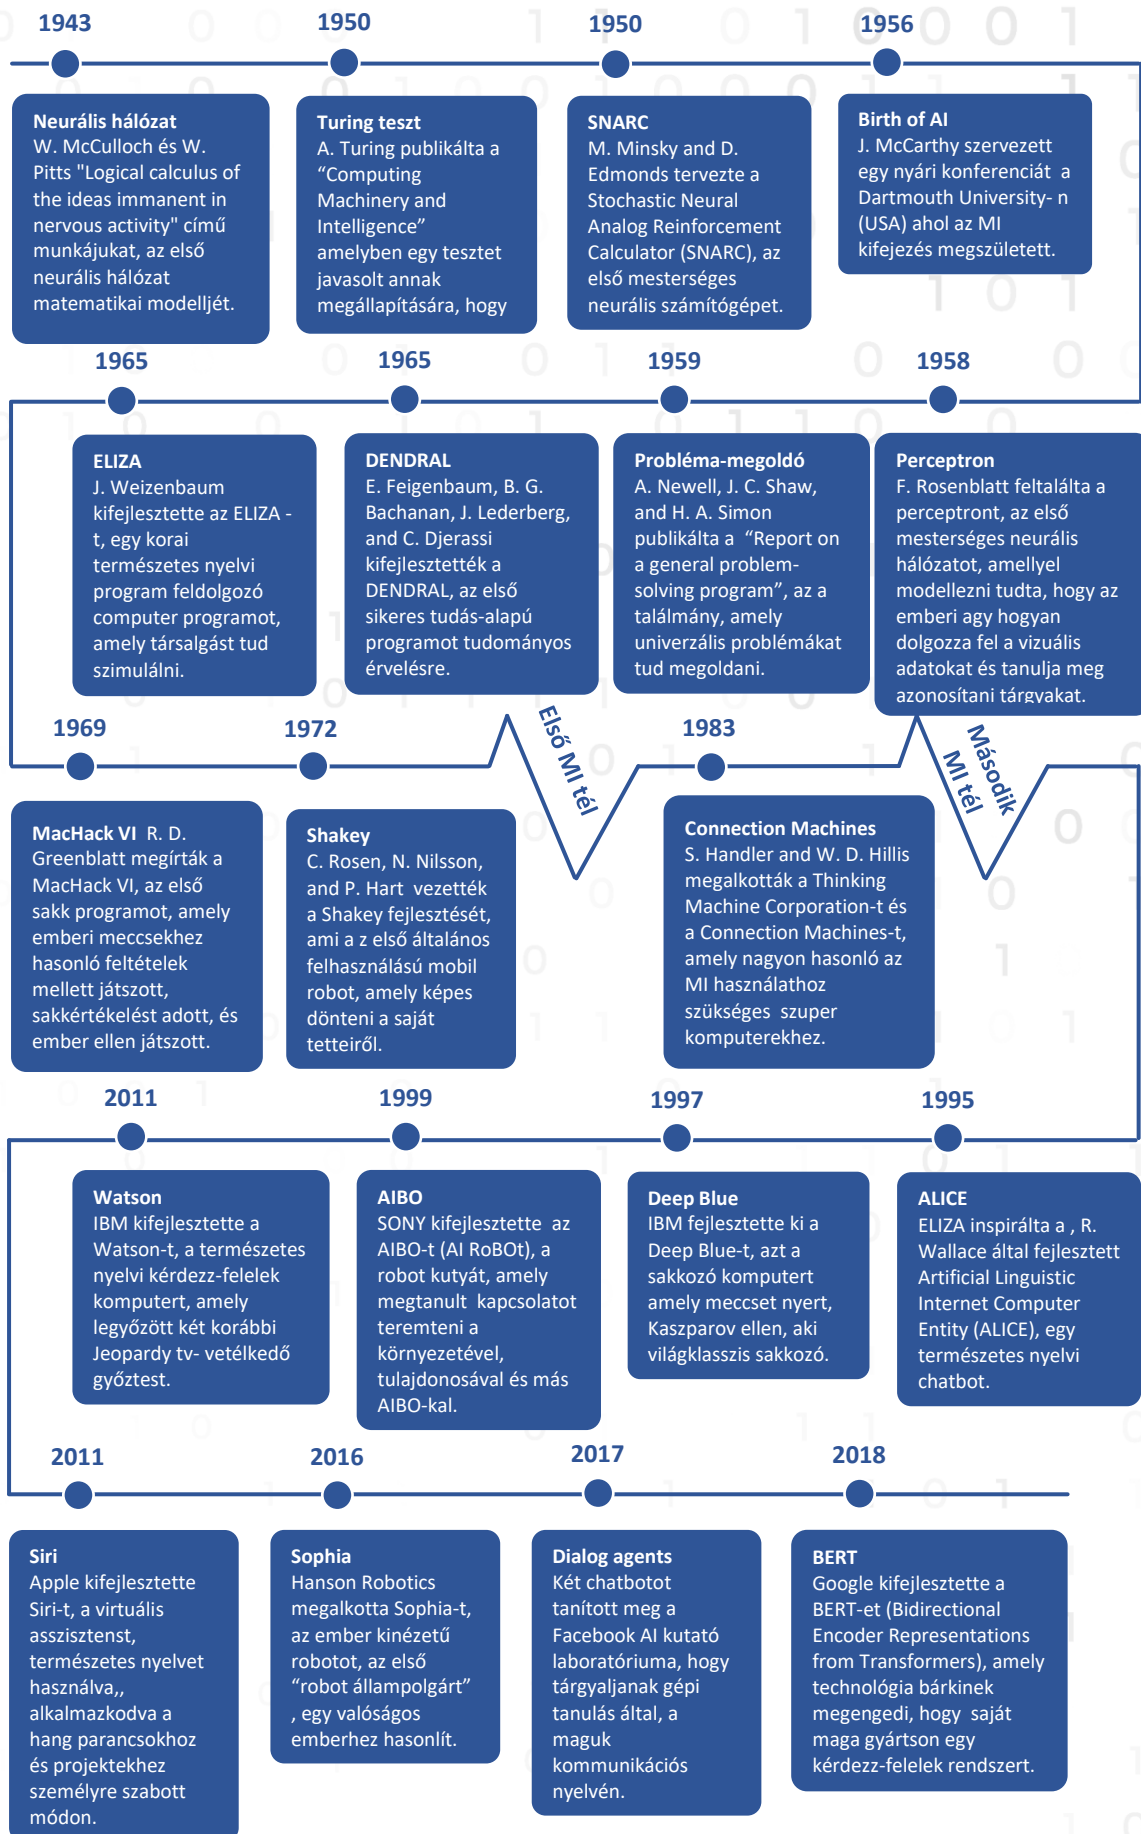 1943
1950
1950
1956
Neurális hálózat
W. McCulloch és W.
Pitts "Logical calculus of
the ideas immanent in
nervous activity" című
munkájukat, az első
neurális hálózat
matematikai modelljét.
Turing teszt
A. Turing publikálta a
“Computing
Machinery and
Intelligence”
amelyben egy tesztet
javasolt annak
megállapítására, hogy
SNARC
M. Minsky and D.
Edmonds tervezte a
Stochastic Neural
Analog Reinforcement
Calculator (SNARC), az
első mesterséges
neurális számítógépet.
Birth of AI
J. McCarthy szervezett
egy nyári konferenciát a
Dartmouth University- n
(USA) ahol az MI
kifejezés megszületett.
1965
1965
1959
1958
ELIZA
J. Weizenbaum
kifejlesztette az ELIZA -
t, egy korai
természetes nyelvi
program feldolgozó
computer programot,
amely társalgást tud
szimulálni.
DENDRAL
E. Feigenbaum, B. G.
Bachanan, J. Lederberg,
and C. Djerassi
kifejlesztették a
DENDRAL, az első
sikeres tudás-alapú
programot tudományos
érvelésre.
Probléma-megoldó
A. Newell, J. C. Shaw,
and H. A. Simon
publikálta a “Report on
a general problem-
solving program”, az a
találmány, amely
univerzális problémákat
tud megoldani.
Perceptron
F. Rosenblatt feltalálta a
perceptront, az első
mesterséges neurális
hálózatot, amellyel
modellezni tudta, hogy az
emberi agy hogyan
dolgozza fel a vizuális
adatokat és tanulja meg
azonosítani tárgyakat.
1969
1972
Első MI tél
1983
Második
MI tél
MacHack VI R. D.
Greenblatt megírták a
MacHack VI, az első
sakk programot, amely
emberi meccsekhez
hasonló feltételek
mellett játszott,
sakkértékelést adott, és
ember ellen játszott.
Shakey
C. Rosen, N. Nilsson,
and P. Hart vezették
a Shakey fejlesztését,
ami a z első általános
felhasználású mobil
robot, amely képes
dönteni a saját
tetteiről.
Connection Machines
S. Handler and W. D. Hillis
megalkották a Thinking
Machine Corporation-t és
a Connection Machines-t,
amely nagyon hasonló az
MI használathoz
szükséges szuper
komputerekhez.
2011
1999
1997
1995
Watson
IBM kifejlesztette a
Watson-t, a természetes
nyelvi kérdezz-felelek
komputert, amely
legyőzött két korábbi
Jeopardy tv- vetélkedő
győztest.
AIBO
SONY kifejlesztette az
AIBO-t (AI RoBOt), a
robot kutyát, amely
megtanult kapcsolatot
teremteni a
környezetével,
tulajdonosával és más
AIBO-kal.
Deep Blue
IBM fejlesztette ki a
Deep Blue-t, azt a
sakkozó komputert
amely meccset nyert,
Kaszparov ellen, aki
világklasszis sakkozó.
ALICE
ELIZA inspirálta a , R.
Wallace által fejlesztett
Artificial Linguistic
Internet Computer
Entity (ALICE), egy
természetes nyelvi
chatbot.
2011
2016
2017
2018
Siri
Apple kifejlesztette
Siri-t, a virtuális
asszisztenst,
természetes nyelvet
használva,,
alkalmazkodva a
hang parancsokhoz
és projektekhez
személyre szabott
módon.
Sophia
Hanson Robotics
megalkotta Sophia-t,
az ember kinézetű
robotot, az első
“robot állampolgárt”
, egy valóságos
emberhez hasonlít.
Dialog agents
Két chatbotot
tanított meg a
Facebook AI kutató
laboratóriuma, hogy
tárgyaljanak gépi
tanulás által, a
maguk
kommunikációs
nyelvén.
BERT
Google kifejlesztette a
BERT-et (Bidirectional
Encoder Representations
from Transformers), amely
technológia bárkinek
megengedi, hogy saját
maga gyártson egy
kérdezz-felelek rendszert.